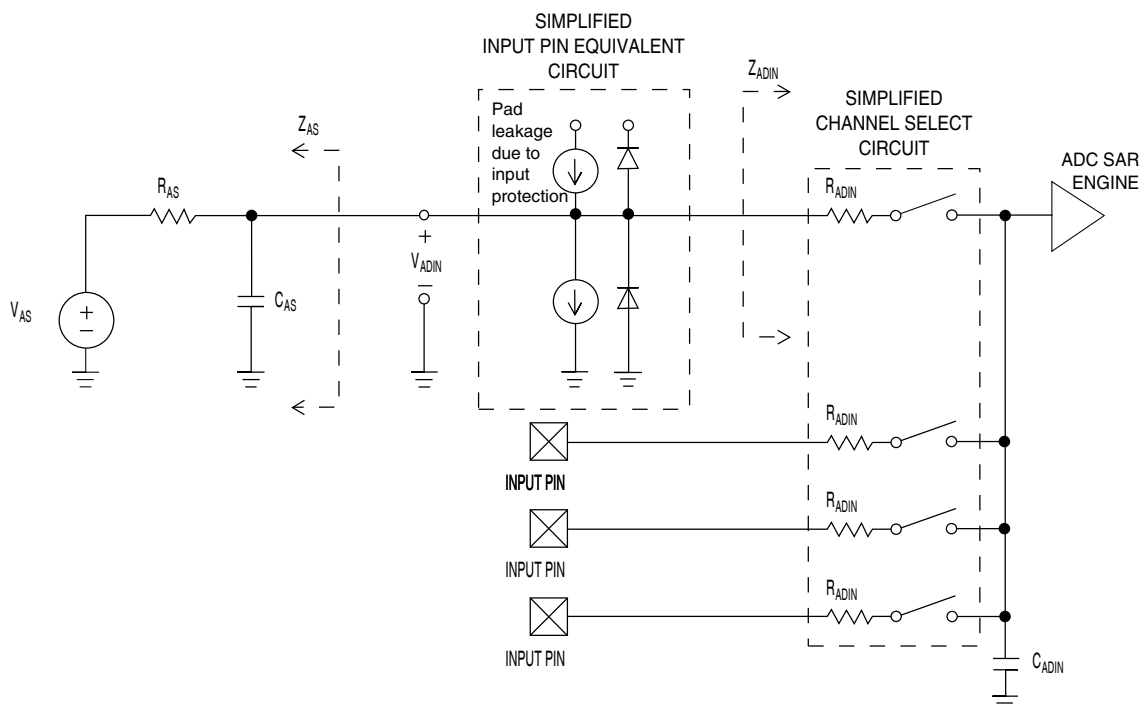 SIMPLIFIED
INPUT PIN EQUIVALENT
CIRCUIT
Pad
leakage
due to
input
protection
ZADIN
SIMPLIFIED
CHANNEL SELECT
CIRCUIT
ADC SAR
ENGINE
ZAS
RAS
RADIN
VADIN
+
−
CAS
VAS
+
−
RADIN
INPUT PIN
RADIN
INPUT PIN
RADIN
INPUT PIN
CADIN